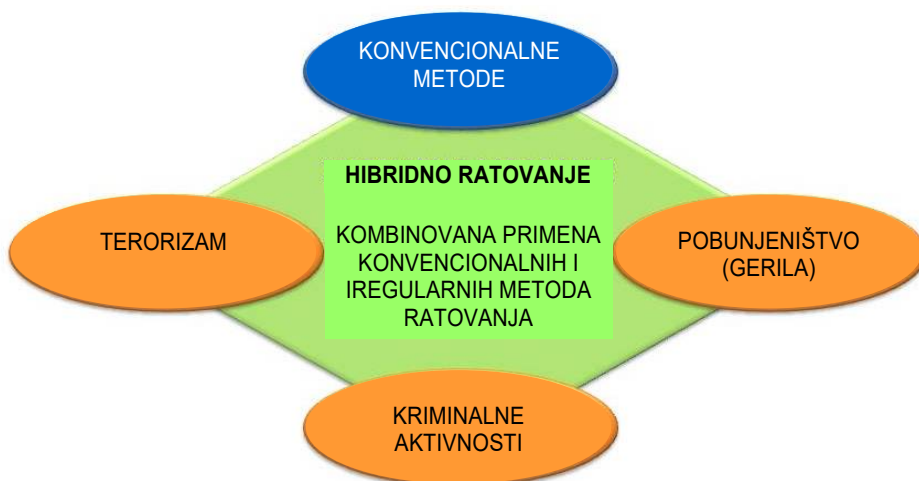 KONVENCIONALNE
METODE
HIBRIDNO RATOVANJE
KOMBINOVANA PRIMENA
KONVENCIONALNIH I
IREGULARNIH METODA
RATOVANJA
TERORIZAM
POBUNJENIŠTVO
(GERILA)
KRIMINALNE
AKTIVNOSTI